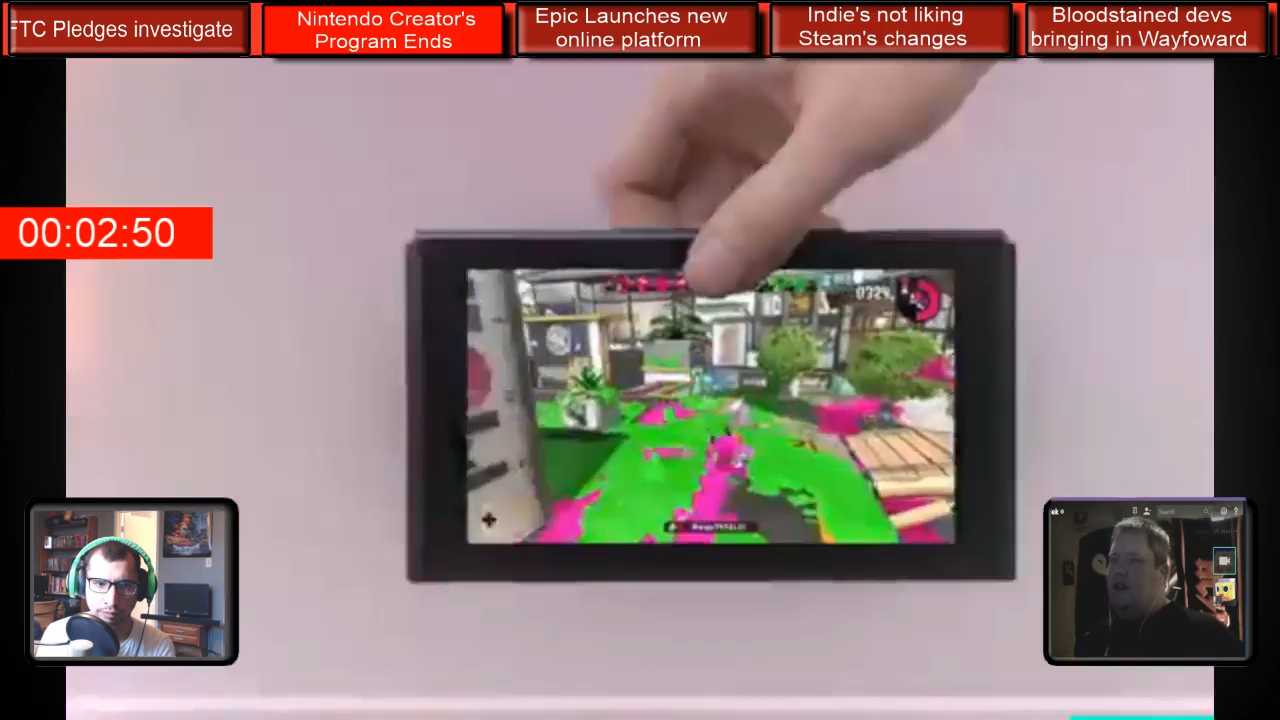 FTC Pledges investigate
Nintendo Creator's
Program Ends
Epic Launches new
online platform
Indie's not liking
Steam's changes
Bloodstained devs
bringing in Wayfoward
00:02:50
Search